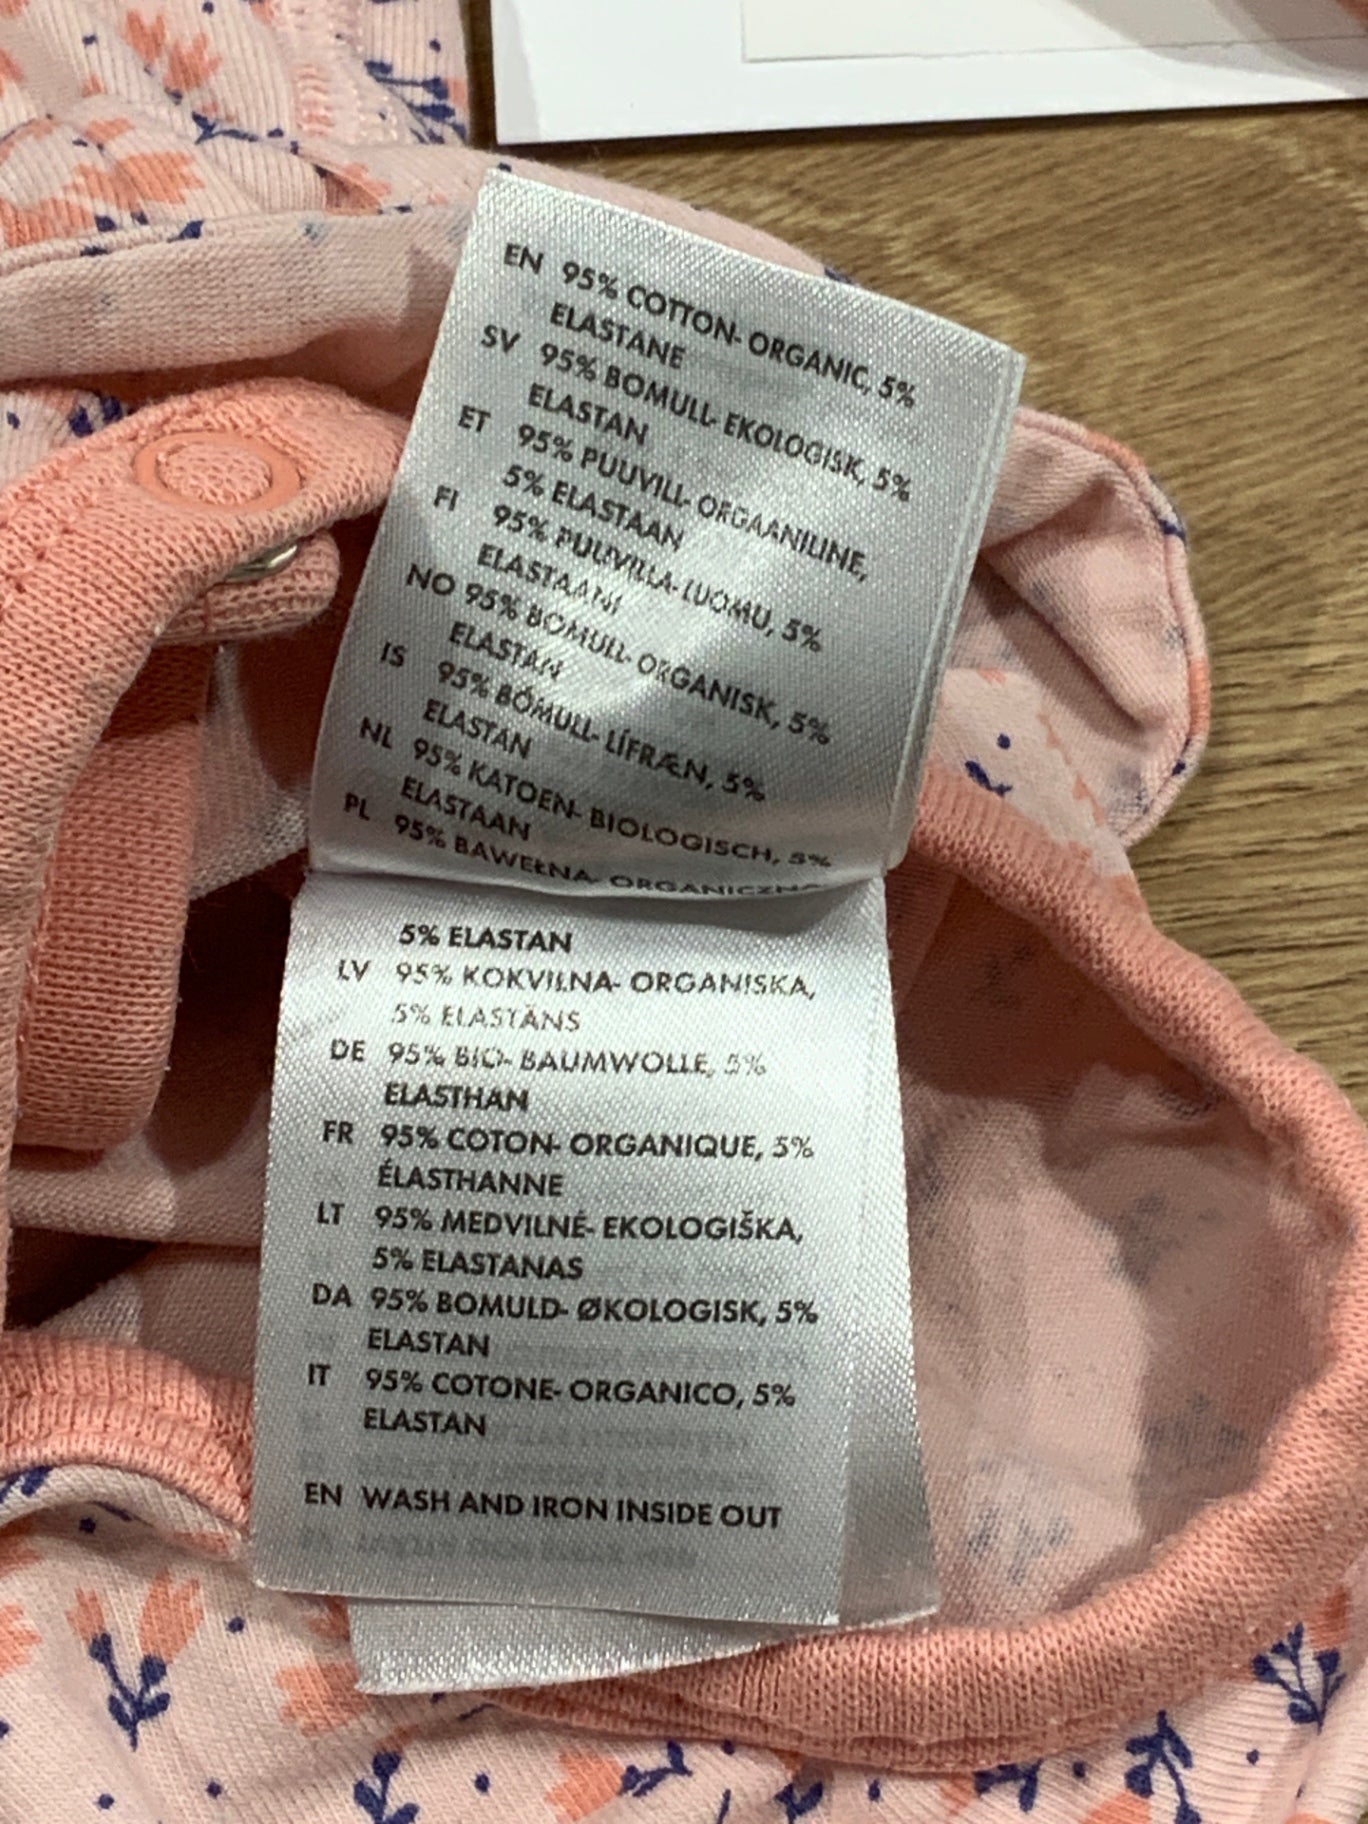 EN 95% COTTON- ORGANIC, 5%
ELASTANE
SV 95% BOMULL- EKOLOGISK, 5%
ELASTAN
ET 95% PUUVILL- ORGAANILINE,
5% ELASTAAN
FI 95% PUUVILLA- LUOMU, 5%
ELASTAANI
NO 95% BOMULL- ORGANISK, 5%
ELASTAN
IS 95% BÓMULL- LÍFRÆN, 5%
ELASTAN
NL 95% KATOEN- BIOLOGISCH, 5%
ELASTAAN
PL 95% BAWEŁNA- ORGANICZNA
5% ELASTAN
LV 95% KOKVILNA- ORGANISKA,
5% ELASTĀNS
DE 95% BIO- BAUMWOLLE, 5%
ELASTHAN
FR 95% COTON- ORGANIQUE, 5%
ÉLASTHANNE
LT 95% MEDVILNĖ- EKOLOGIŠKA,
5% ELASTANAS
DA 95% BOMULD- ØKOLOGISK, 5%
ELASTAN
IT 95% COTONE- ORGANICO, 5%
ELASTAN
EN WASH AND IRON INSIDE OUT